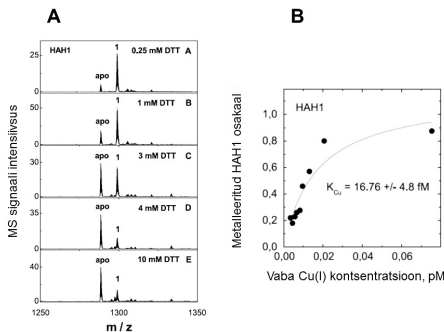 A
MS signaali intensiivsus
HAH1
0.25 mM DTT
A
25
0
apo
1
1 mM DTT
B
50
0
apo
1
3 mM DTT
C
30
0
apo
1
4 mM DTT
D
30
0
apo
1
10 mM DTT
E
40
0
apo
1
1250
1300
1350
m / z
B
Metalleeritud HAH1 osakaal
HAH1
K Cu = 16.76 +/- 4.8 fM
1,0
0,8
0,6
0,4
0,2
0,0
0,00
0,02
0,04
0,06
Vaba Cu(I) kontsentratsioon, pM